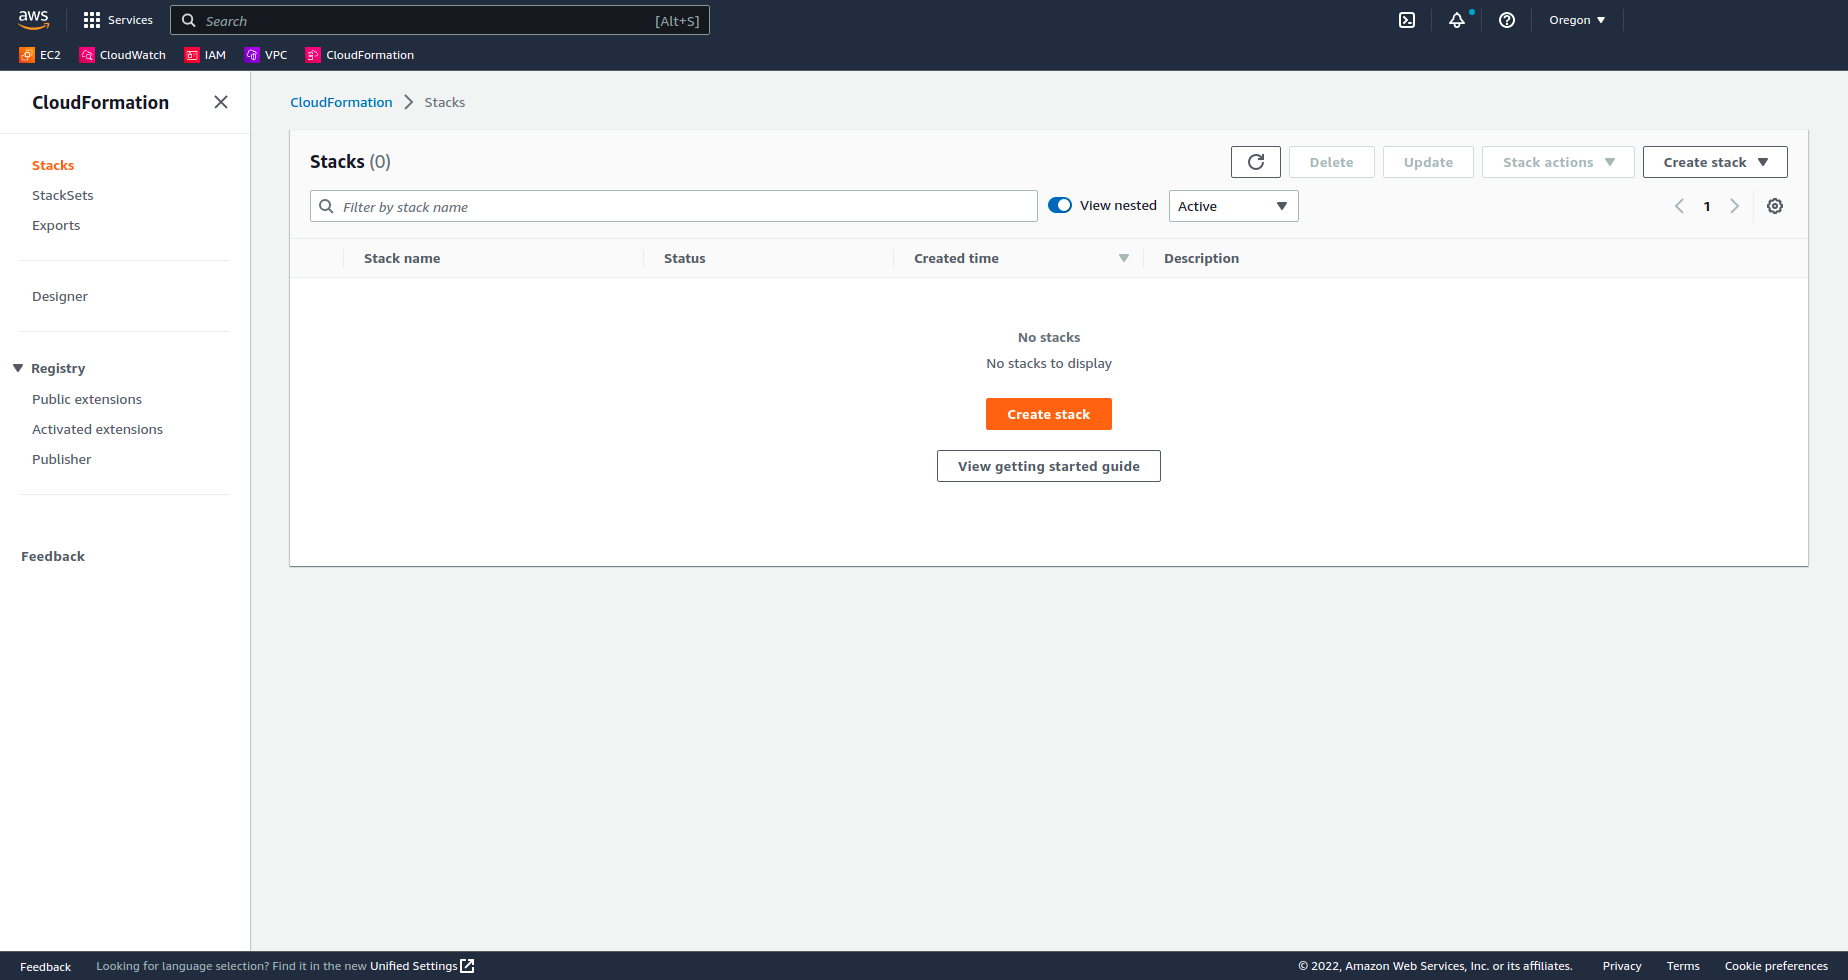 aws Services Search [Alt+S] Oregon
EC2 CloudWatch IAM VPC CloudFormation
CloudFormation
Stacks
StackSets
Exports
Designer
Registry
Public extensions
Activated extensions
Publisher
Feedback
CloudFormation Stacks
Stacks (0) Delete Update Stack actions Create stack
Filter by stack name View nested Active 1
Stack name Status Created time Description
No stacks
No stacks to display
Create stack
View getting started guide
Feedback Looking for language selection? Find it in the new Unified Settings © 2022, Amazon Web Services, Inc. or its affiliates. Privacy Terms Cookie preferences